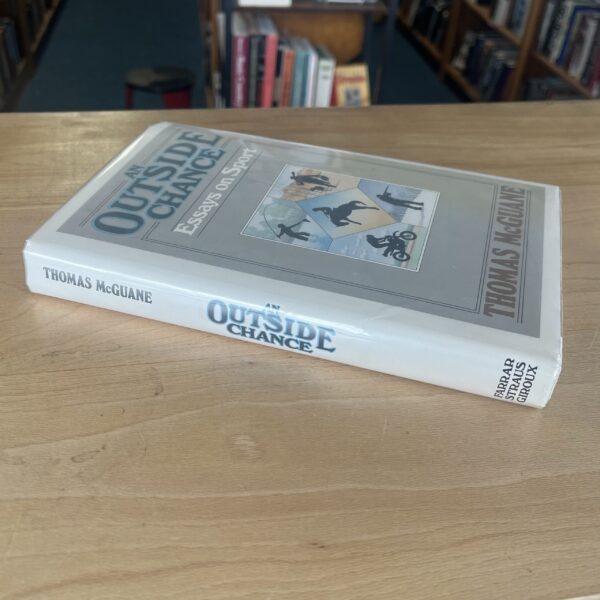 AN
OUTSIDE
CHANCE
Essays on Sport
THOMAS McGUANE
THOMAS McGUANE
AN
OUTSIDE
CHANCE
FARRAR
STRAUS
GIROUX